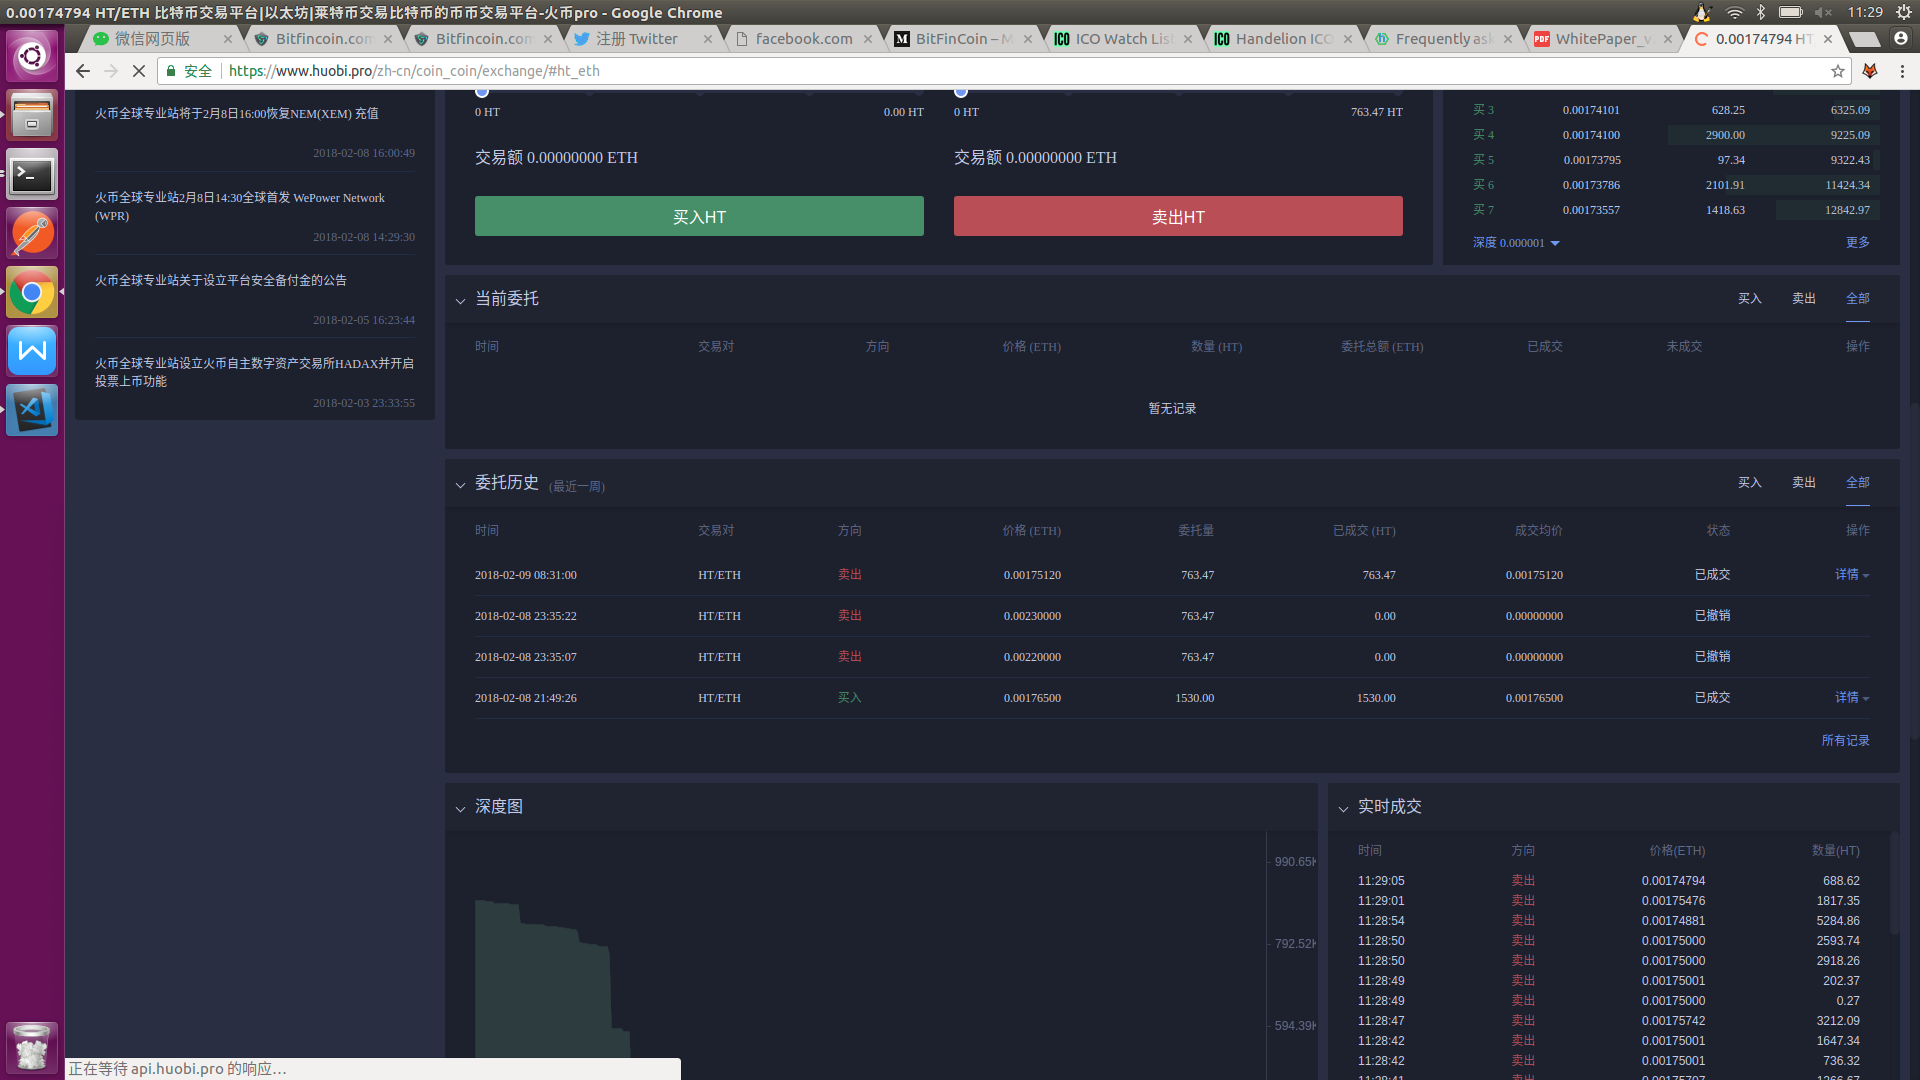 0.00174794 HT/ETH 比特币交易平台|以太坊|莱特币交易比特币的币币交易平台-火币pro - Google Chrome
11:29
微信网页版
Bitfincoin.com
Bitfincoin.com
注册 Twitter
facebook.com
BitFinCoin – M
ICO Watch List
Handelion ICO
Frequently ask
WhitePaper_v
0.00174794 HT
安全
https://www.huobi.pro/zh-cn/coin_coin/exchange/#ht_eth
火币全球专业站将于2月8日16:00恢复NEM(XEM) 充值
2018-02-08 16:00:49
火币全球专业站2月8日14:30全球首发 WePower Network
(WPR)
2018-02-08 14:29:30
火币全球专业站关于设立平台安全备付金的公告
2018-02-05 16:23:44
火币全球专业站设立火币自主数字资产交易所HADAX并开启
投票上币功能
2018-02-03 23:33:55
0 HT 0.00 HT
交易额 0.00000000 ETH
买入HT
0 HT 763.47 HT
交易额 0.00000000 ETH
卖出HT
买 3 0.00174101 628.25 6325.09
买 4 0.00174100 2900.00 9225.09
买 5 0.00173795 97.34 9322.43
买 6 0.00173786 2101.91 11424.34
买 7 0.00173557 1418.63 12842.97
深度 0.000001 更多
当前委托 买入 卖出 全部
时间 交易对 方向 价格 (ETH) 数量 (HT) 委托总额 (ETH) 已成交 未成交 操作
暂无记录
委托历史 (最近一周) 买入 卖出 全部
时间 交易对 方向 价格 (ETH) 委托量 已成交 (HT) 成交均价 状态 操作
2018-02-09 08:31:00 HT/ETH 卖出 0.00175120 763.47 763.47 0.00175120 已成交 详情
2018-02-08 23:35:22 HT/ETH 卖出 0.00230000 763.47 0.00 0.00000000 已撤销
2018-02-08 23:35:07 HT/ETH 卖出 0.00220000 763.47 0.00 0.00000000 已撤销
2018-02-08 21:49:26 HT/ETH 买入 0.00176500 1530.00 1530.00 0.00176500 已成交 详情
所有记录
深度图
990.65K
792.52K
594.39K
实时成交
时间 方向 价格(ETH) 数量(HT)
11:29:05 卖出 0.00174794 688.62
11:29:01 卖出 0.00175476 1817.35
11:28:54 卖出 0.00174881 5284.86
11:28:50 卖出 0.00175000 2593.74
11:28:50 卖出 0.00175000 2918.26
11:28:49 卖出 0.00175001 202.37
11:28:49 卖出 0.00175000 0.27
11:28:47 卖出 0.00175742 3212.09
11:28:42 卖出 0.00175001 1647.34
11:28:42 卖出 0.00175001 736.32
正在等待 api.huobi.pro 的响应...